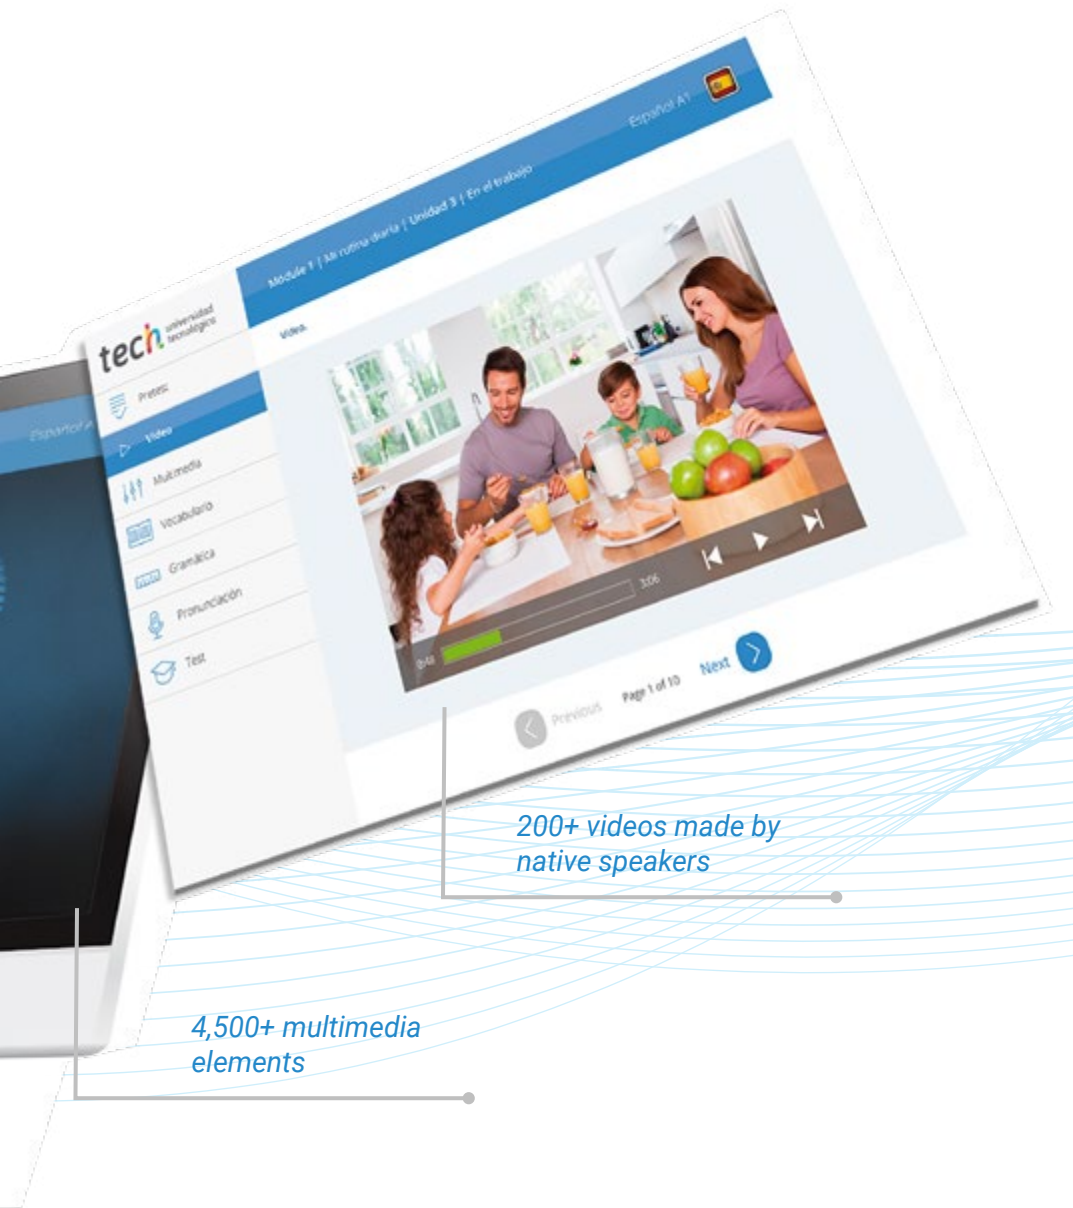 Español A1
Module 1 | Mi rutina diaria | Unidad 3 | En el trabajo
tech universidad
tecnológica
Video
Pretest
Video
Multimedia
Vocabulario
Gramática
Pronunciación
Test
Español A
3:06
Previous
Page 1 of 10
Next
200+ videos made by
native speakers
4,500+ multimedia
elements